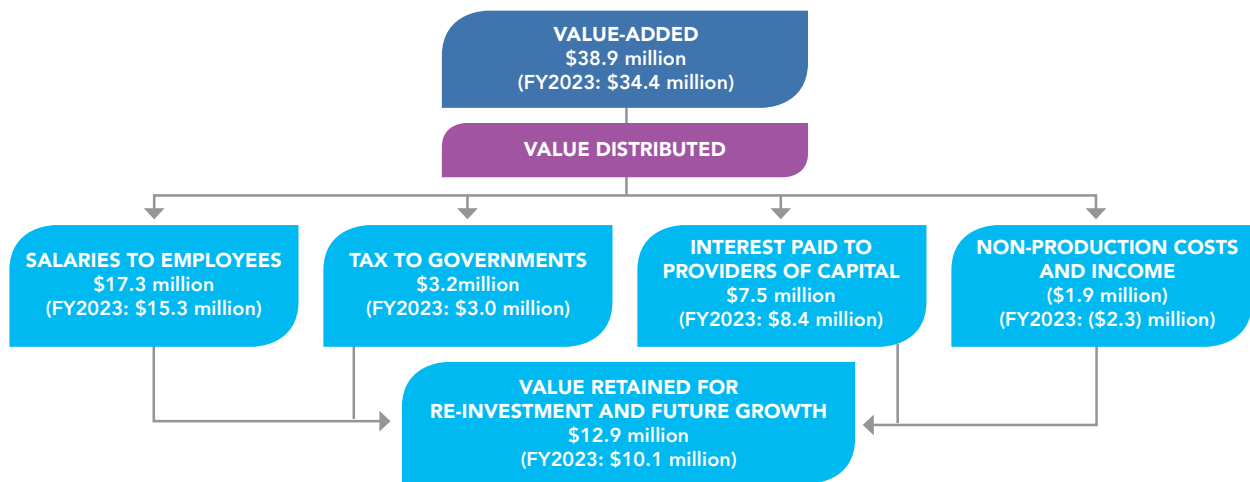 VALUE-ADDED
$38.9 million
(FY2023: $34.4 million)
VALUE DISTRIBUTED
SALARIES TO EMPLOYEES
$17.3 million
(FY2023: $15.3 million)
TAX TO GOVERNMENTS
$3.2million
(FY2023: $3.0 million)
INTEREST PAID TO
PROVIDERS OF CAPITAL
$7.5 million
(FY2023: $8.4 million)
NON-PRODUCTION COSTS
AND INCOME
($1.9 million)
(FY2023: ($2.3) million)
VALUE RETAINED FOR
RE-INVESTMENT AND FUTURE GROWTH
$12.9 million
(FY2023: $10.1 million)